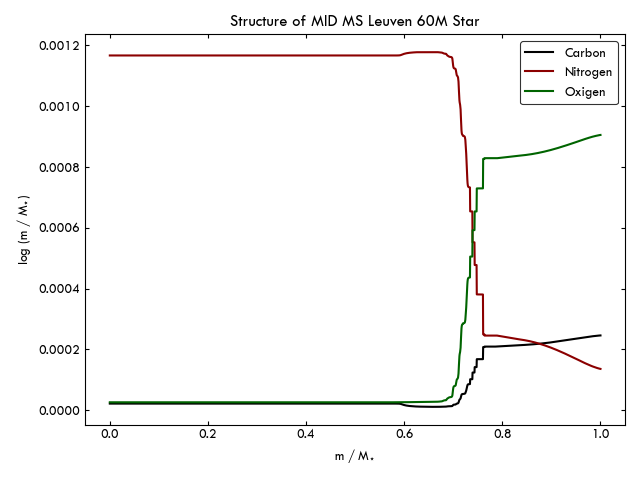 Structure of MID MS Leuven 60M Star
Carbon
Nitrogen
Oxigen
log (m / M⋆)
0.0012
0.0010
0.0008
0.0006
0.0004
0.0002
0.0000
0.0
0.2
0.4
0.6
0.8
1.0
m / M⋆